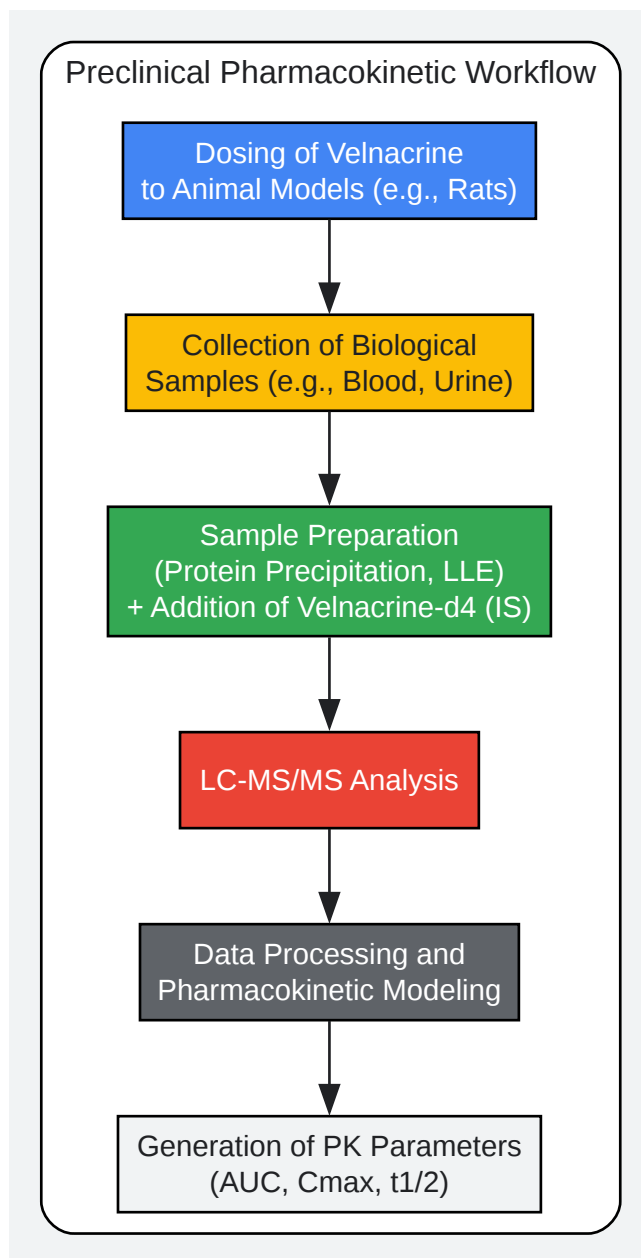 Preclinical Pharmacokinetic Workflow
Dosing of Velnacrine
to Animal Models (e.g., Rats)
Collection of Biological
Samples (e.g., Blood, Urine)
Sample Preparation
(Protein Precipitation, LLE)
+ Addition of Velnacrine-d4 (IS)
LC-MS/MS Analysis
Data Processing and
Pharmacokinetic Modeling
Generation of PK Parameters
(AUC, Cmax, t1/2)